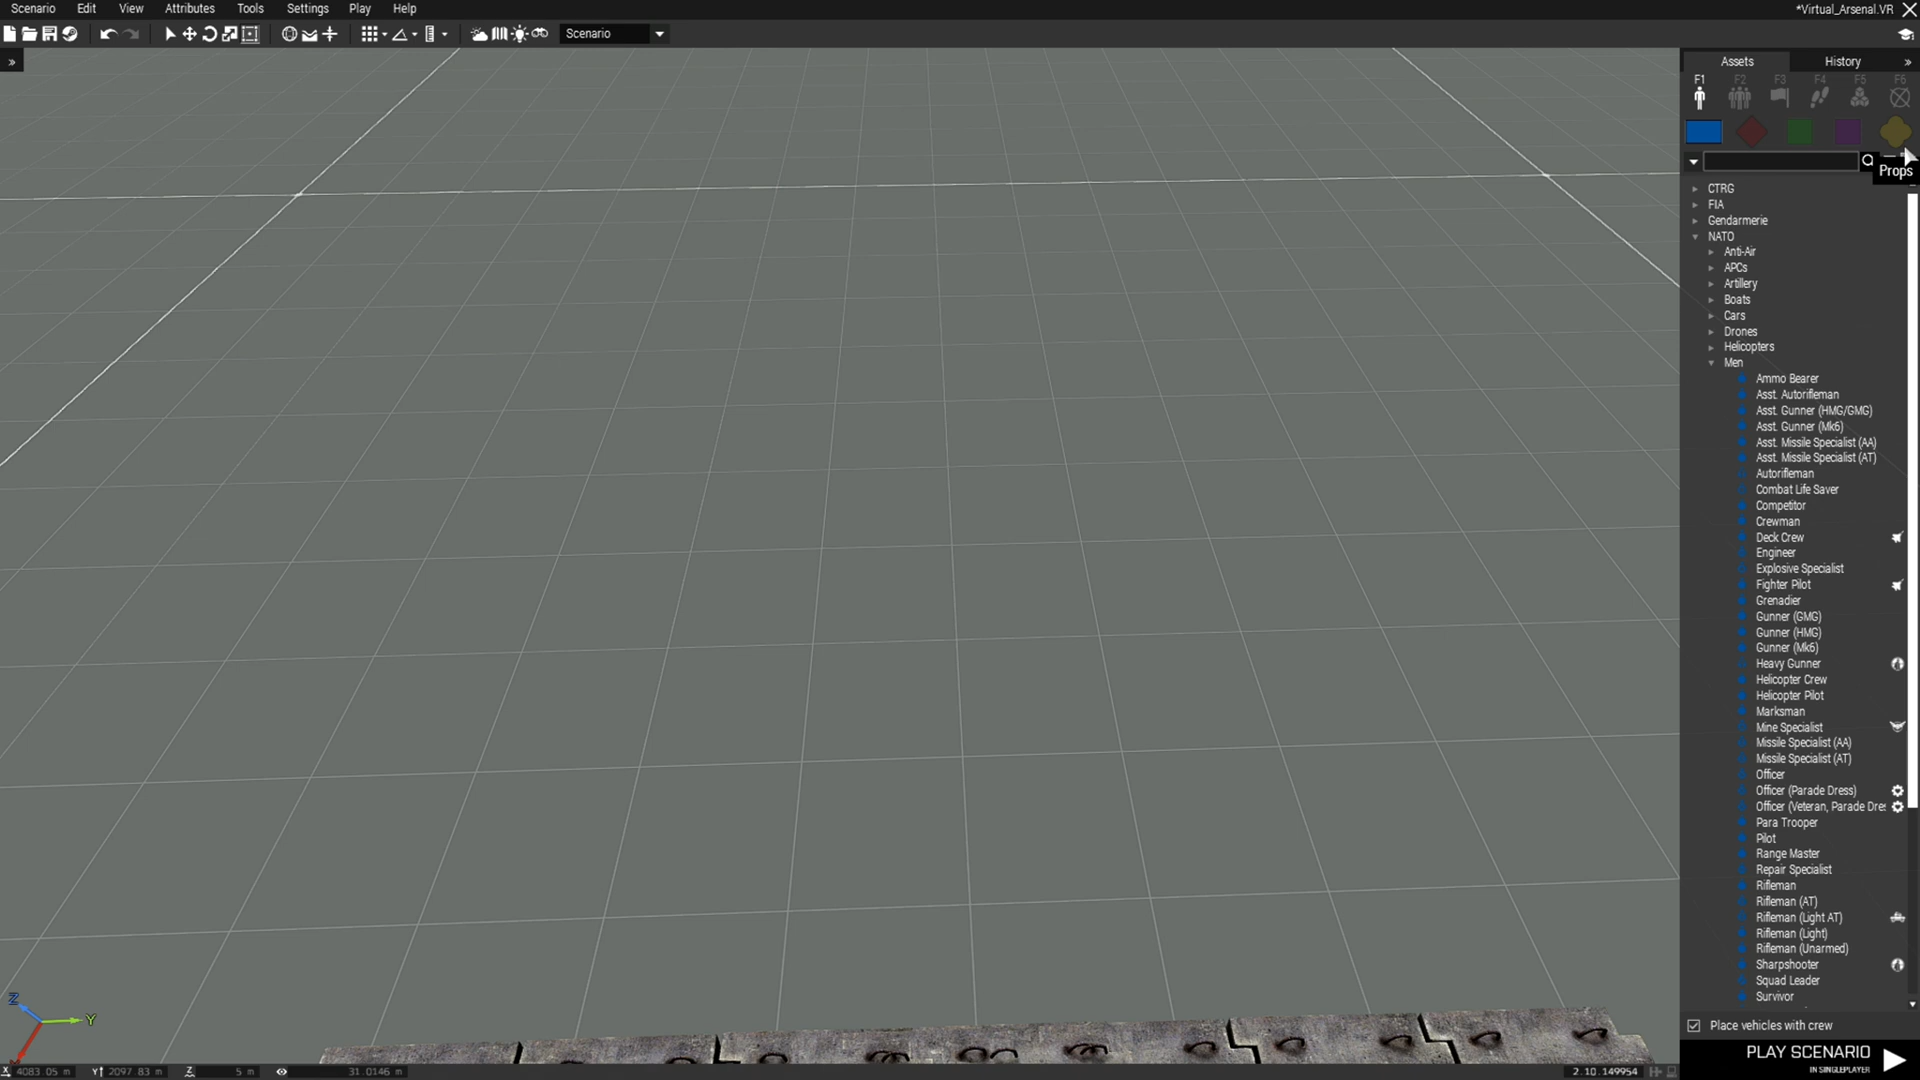 Scenario Edit View Attributes Tools Settings Play Help
*Virtual_Arsenal.VR
Scenario
»
Assets History »
F1 F2 F3 F4 F5 F6
Props
CTRG
FIA
Gendarmerie
NATO
Anti-Air
APCs
Artillery
Boats
Cars
Drones
Helicopters
Men
Ammo Bearer
Asst. Autorifleman
Asst. Gunner (HMG/GMG)
Asst. Gunner (Mk6)
Asst. Missile Specialist (AA)
Asst. Missile Specialist (AT)
Autorifleman
Combat Life Saver
Competitor
Crewman
Deck Crew
Engineer
Explosive Specialist
Fighter Pilot
Grenadier
Gunner (GMG)
Gunner (HMG)
Gunner (Mk6)
Heavy Gunner
Helicopter Crew
Helicopter Pilot
Marksman
Mine Specialist
Missile Specialist (AA)
Missile Specialist (AT)
Officer
Officer (Parade Dress)
Officer (Veteran, Parade Dres
Para Trooper
Pilot
Range Master
Repair Specialist
Rifleman
Rifleman (AT)
Rifleman (Light AT)
Rifleman (Light)
Rifleman (Unarmed)
Sharpshooter
Squad Leader
Survivor
Place vehicles with crew
PLAY SCENARIO
IN SINGLEPLAYER
Z
Y
X 4083.05 m Y 2097.83 m Z 5 m 31.0146 m 2.10.149954